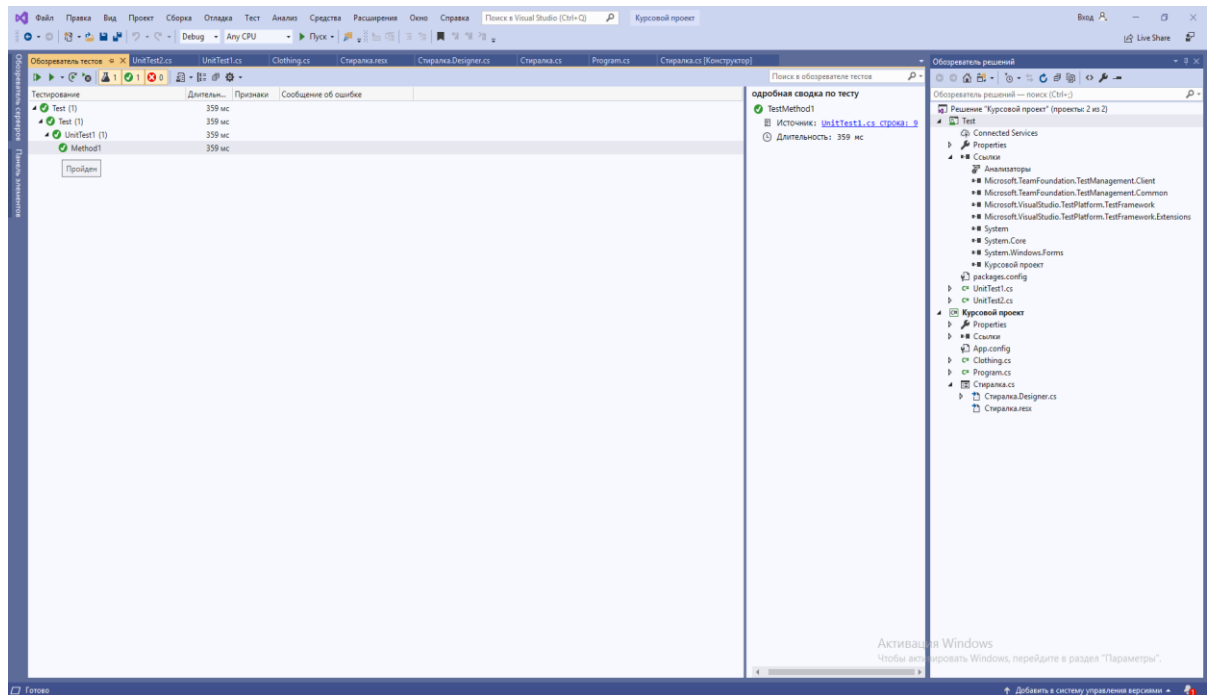 Файл Правка Вид Проект Сборка Отладка Тест Анализ Средства Расширения Окно Справка Поиск в Visual Studio (Ctrl+Q) Курсовой проект Вход
Debug Any CPU Пуск Live Share
Обозреватель серверов
Панель элементов
Обозреватель тестов UnitTest2.cs UnitTest1.cs Clothing.cs Стиралка.resx Стиралка.Designer.cs Стиралка.cs Program.cs Стиралка.cs [Конструктор]
1 1 0
Поиск в обозревателе тестов
Тестирование Длительн... Признаки Сообщение об ошибке
Test (1) 359 мс
Test (1) 359 мс
UnitTest1 (1) 359 мс
Method1 359 мс
Пройден
одробная сводка по тесту
TestMethod1
Источник: UnitTest1.cs строка: 9
Длительность: 359 мс
Обозреватель решений
Обозреватель решений — поиск (Ctrl+;)
Решение "Курсовой проект" (проекты: 2 из 2)
Test
Connected Services
Properties
Ссылки
Анализаторы
Microsoft.TeamFoundation.TestManagement.Client
Microsoft.TeamFoundation.TestManagement.Common
Microsoft.VisualStudio.TestPlatform.TestFramework
Microsoft.VisualStudio.TestPlatform.TestFramework.Extensions
System
System.Core
System.Windows.Forms
Курсовой проект
packages.config
C# UnitTest1.cs
C# UnitTest2.cs
C# Курсовой проект
Properties
Ссылки
App.config
C# Clothing.cs
C# Program.cs
Стиралка.cs
Стиралка.Designer.cs
Стиралка.resx
Активация Windows
Чтобы активировать Windows, перейдите в раздел "Параметры".
Готово Добавить в систему управления версиями